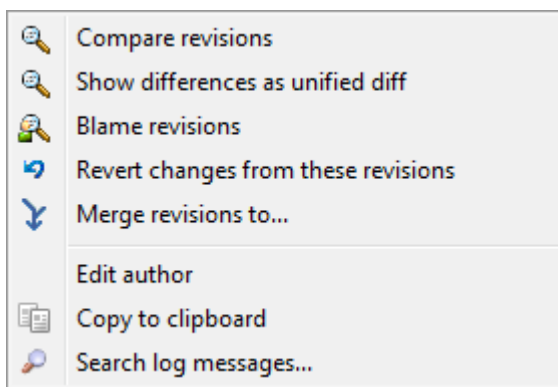 Compare revisions
Show differences as unified diff
Blame revisions
Revert changes from these revisions
Merge revisions to...
Edit author
Copy to clipboard
Search log messages...